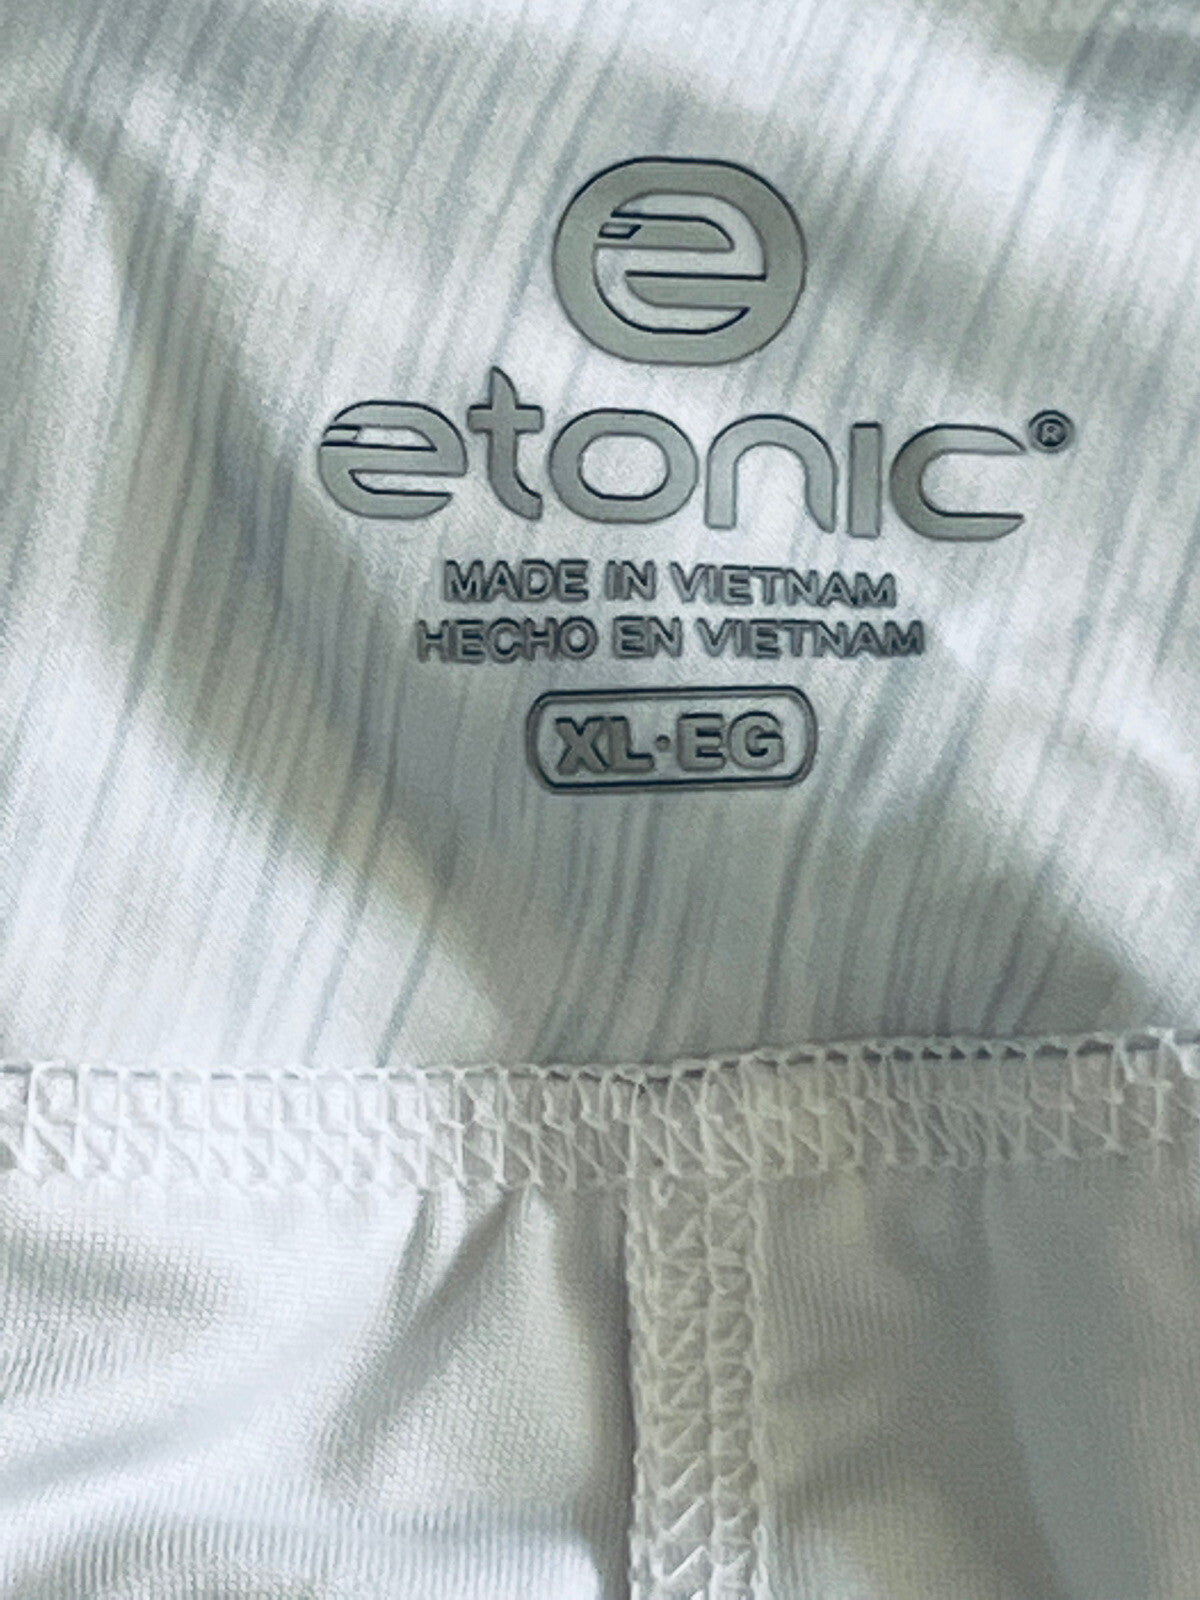 e
etonic®
MADE IN VIETNAM
HECHO EN VIETNAM
XL·EG